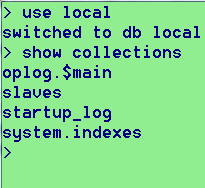 > use local
switched to db local
> show collections
oplog.$main
slaves
startup_log
system.indexes
>